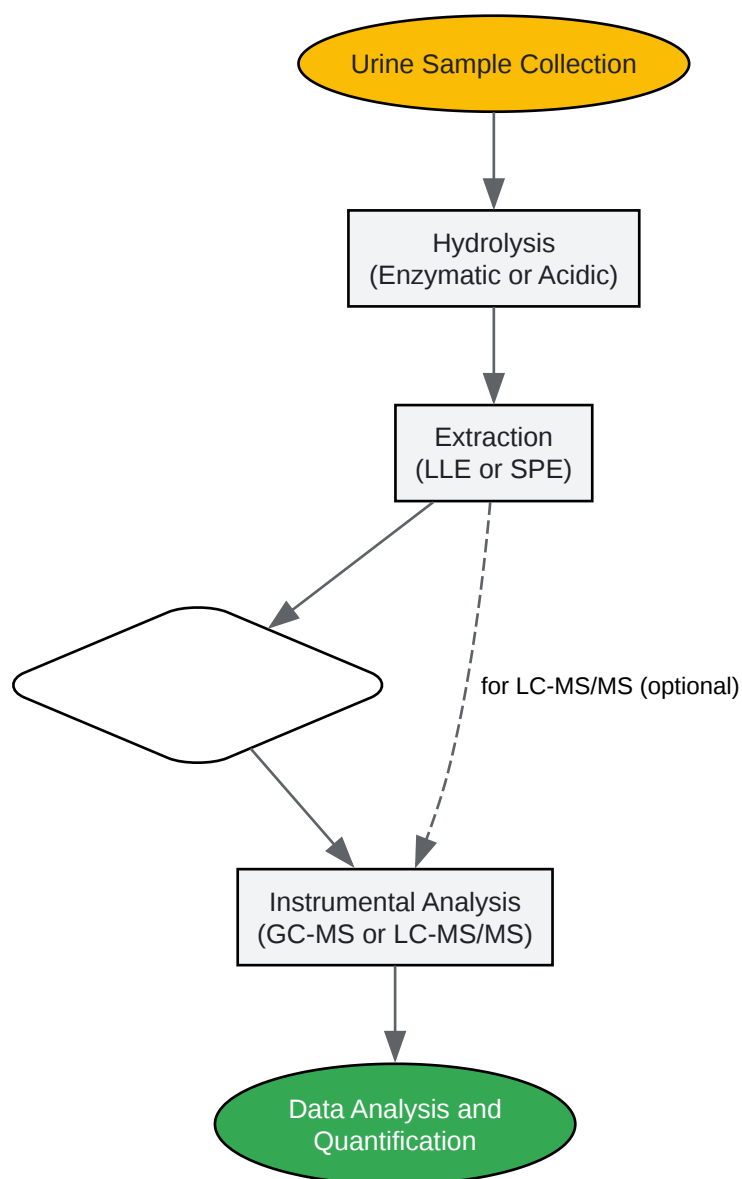 Urine Sample Collection
Hydrolysis
(Enzymatic or Acidic)
Extraction
(LLE or SPE)
for LC-MS/MS (optional)
Instrumental Analysis
(GC-MS or LC-MS/MS)
Data Analysis and
Quantification